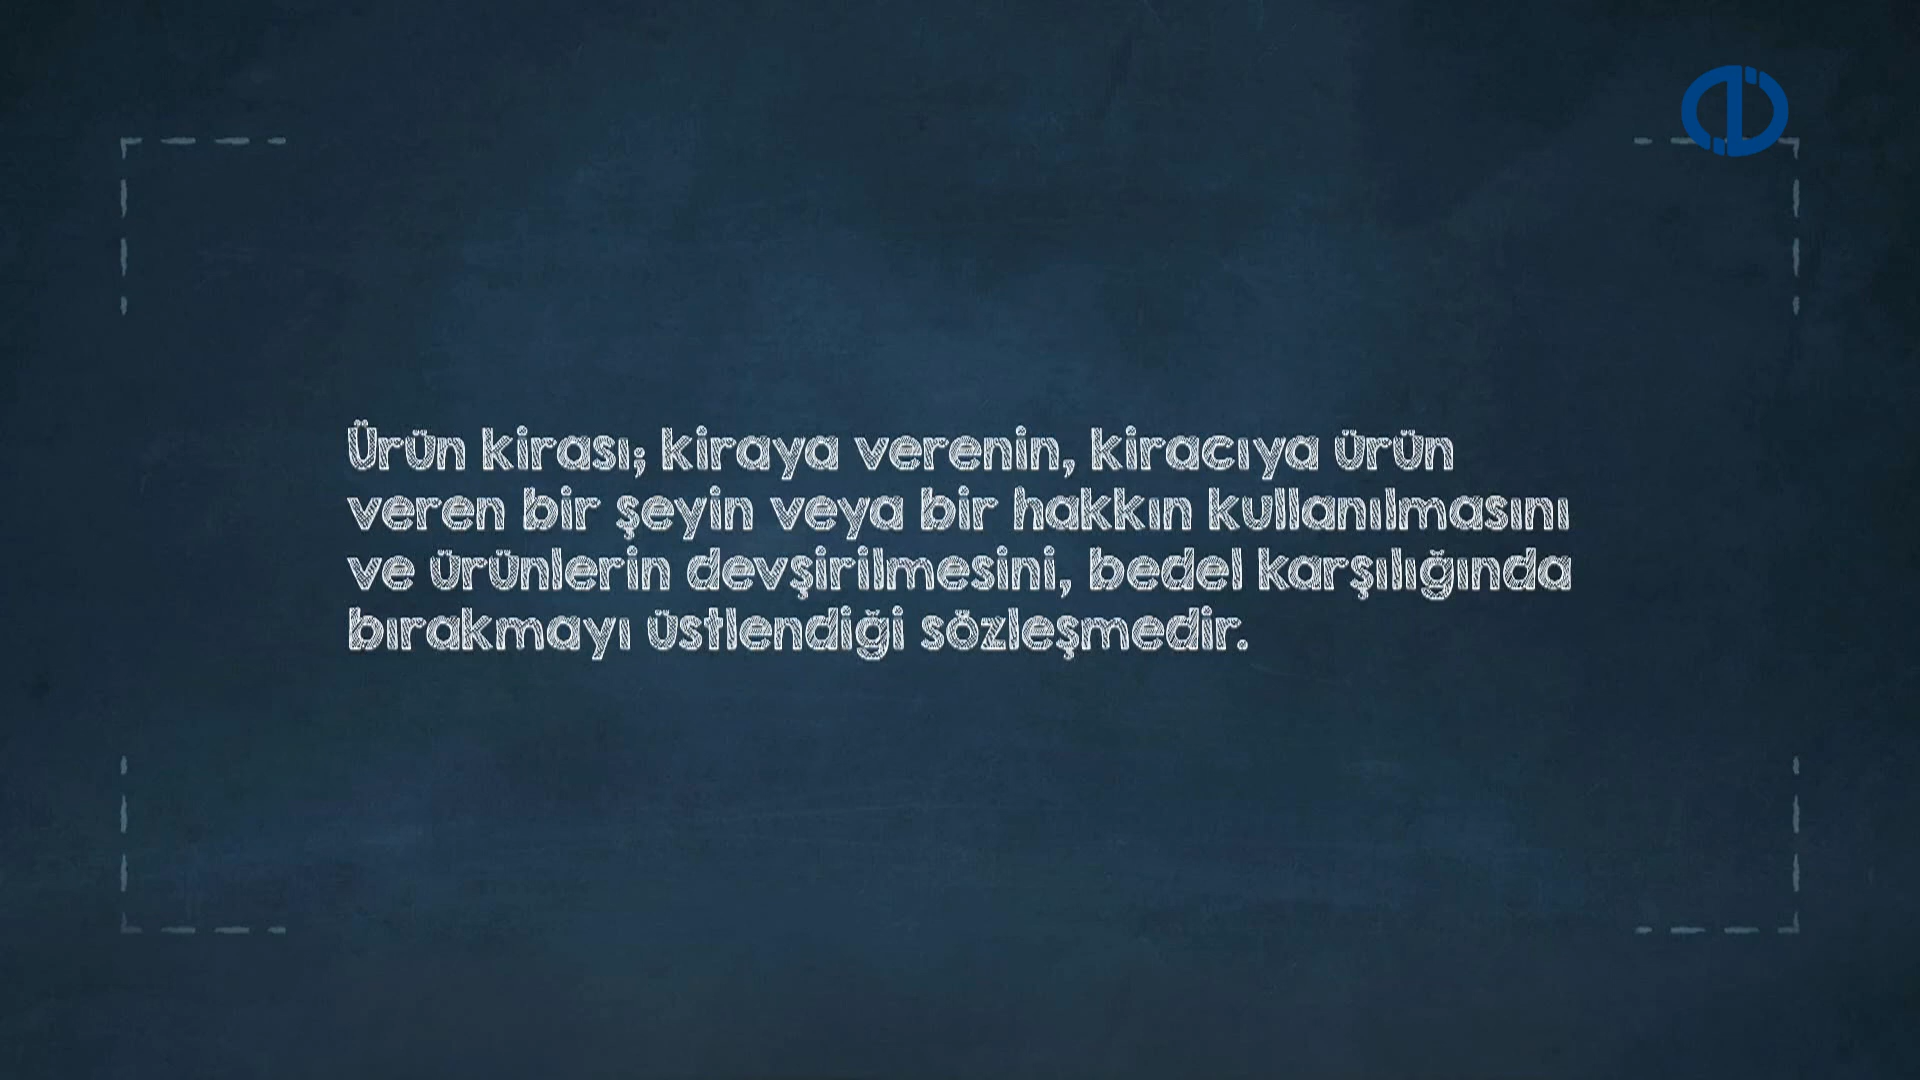 Ürün kirası; kiraya verenin, kiracıya ürün
veren bir şeyin veya bir hakkın kullanılmasını
ve ürünlerin devşirilmesini, bedel karşılığında
bırakmayı üstlendiği sözleşmedir.